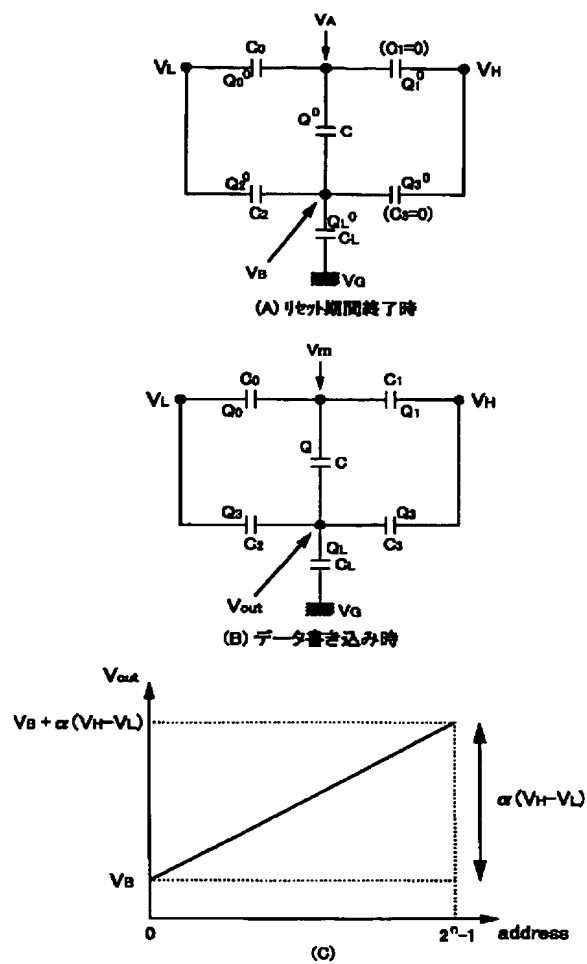 VA
C0 (C1=0)
VL VH
Q0⁰ Q1⁰
Q⁰ C
Q2⁰ Q3⁰
C2 (C3=0)
QL⁰
CL
VB
VG
(A) リセット期間終了時
Vm
C0 C1
VL VH
Q0 Q1
Q C
Q3 Q3
C2 C3
QL
CL
Vout
VG
(B) データ書き込み時
Vout
VB + α(VH−VL)
α(VH−VL)
VB
0 2ⁿ−1 address
(C)